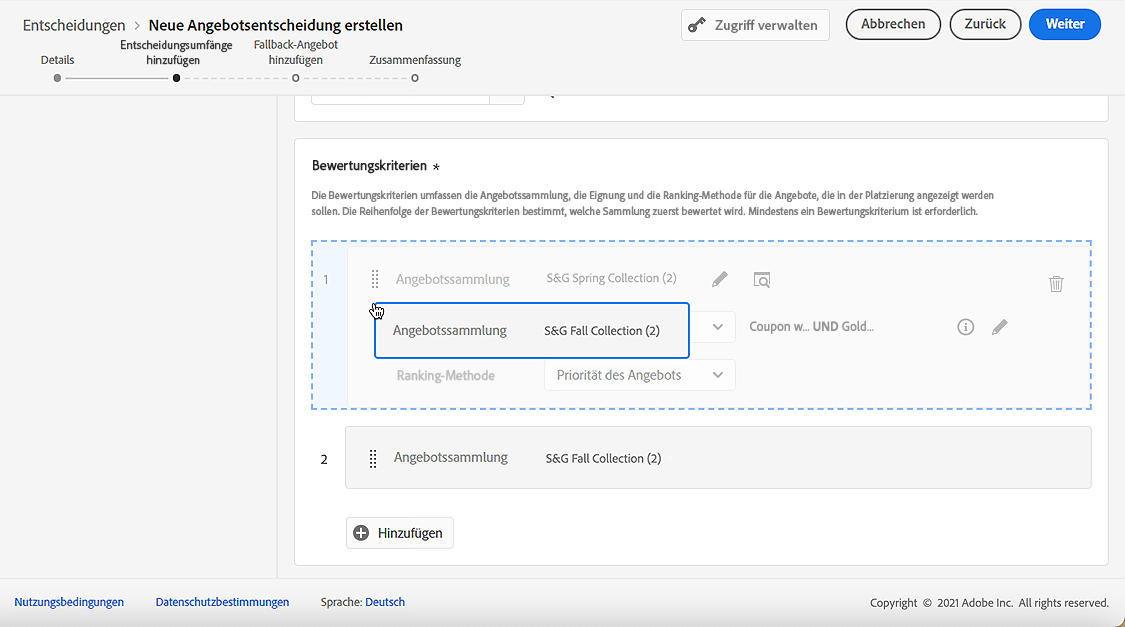 Entscheidungen > Neue Angebotsentscheidung erstellen
Zugriff verwalten
Abbrechen
Zurück
Weiter
Details
Entscheidungsumfänge hinzufügen
Fallback-Angebot hinzufügen
Zusammenfassung
Bewertungskriterien *
Die Bewertungskriterien umfassen die Angebotssammlung, die Eignung und die Ranking-Methode für die Angebote, die in der Platzierung angezeigt werden
sollen. Die Reihenfolge der Bewertungskriterien bestimmt, welche Sammlung zuerst bewertet wird. Mindestens ein Bewertungskriterium ist erforderlich.
1 Angebotssammlung S&G Spring Collection (2)
Angebotssammlung S&G Fall Collection (2) Coupon w... UND Gold...
Ranking-Methode Priorität des Angebots
2 Angebotssammlung S&G Fall Collection (2)
Hinzufügen
Nutzungsbedingungen Datenschutzbestimmungen Sprache: Deutsch Copyright © 2021 Adobe Inc. All rights reserved.